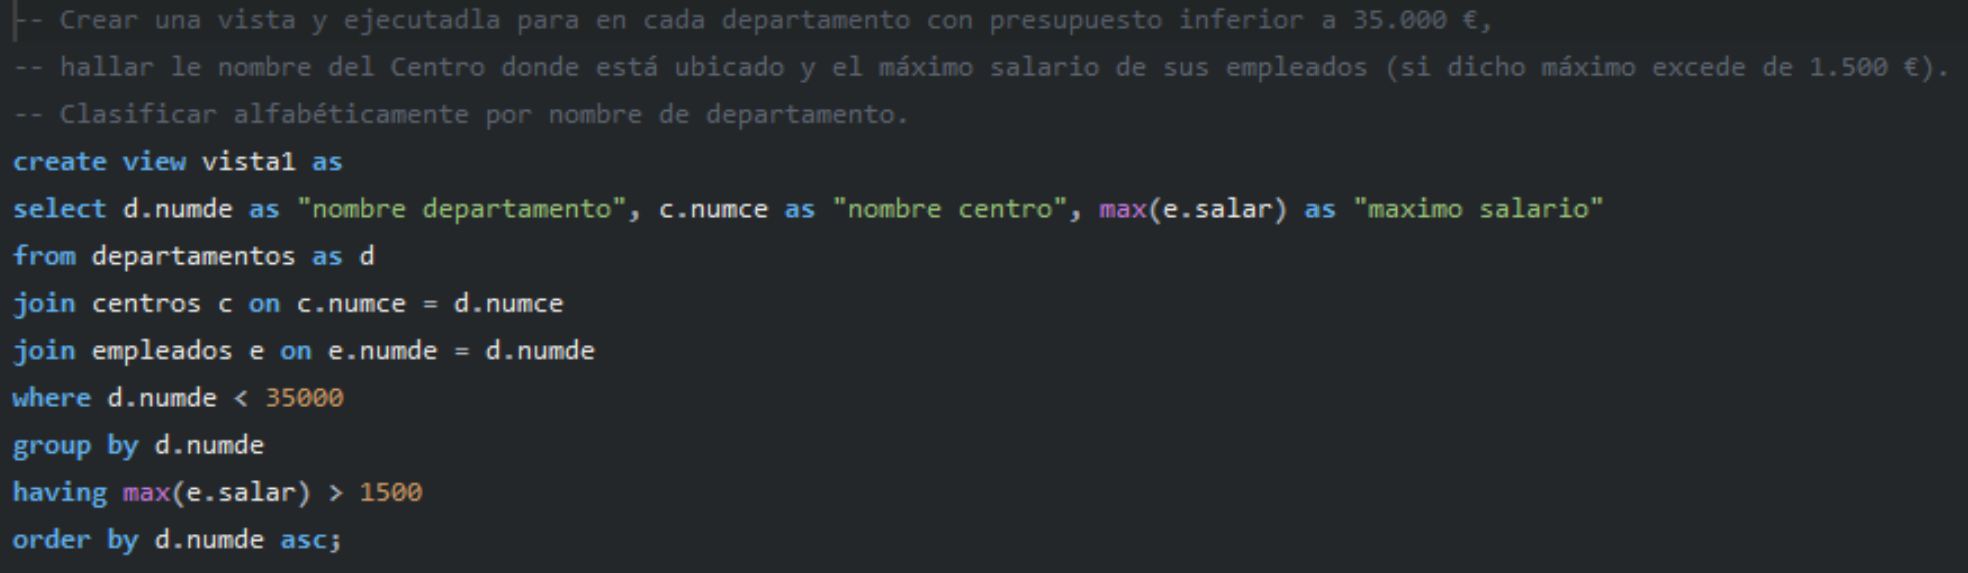 -- Crear una vista y ejecutadla para en cada departamento con presupuesto inferior a 35.000 €,
-- hallar le nombre del Centro donde está ubicado y el máximo salario de sus empleados (si dicho máximo excede de 1.500 €).
-- Clasificar alfabéticamente por nombre de departamento.
create view vista1 as
select d.numde as "nombre departamento", c.numce as "nombre centro", max(e.salar) as "maximo salario"
from departamentos as d
join centros c on c.numce = d.numce
join empleados e on e.numde = d.numde
where d.numde < 35000
group by d.numde
having max(e.salar) > 1500
order by d.numde asc;